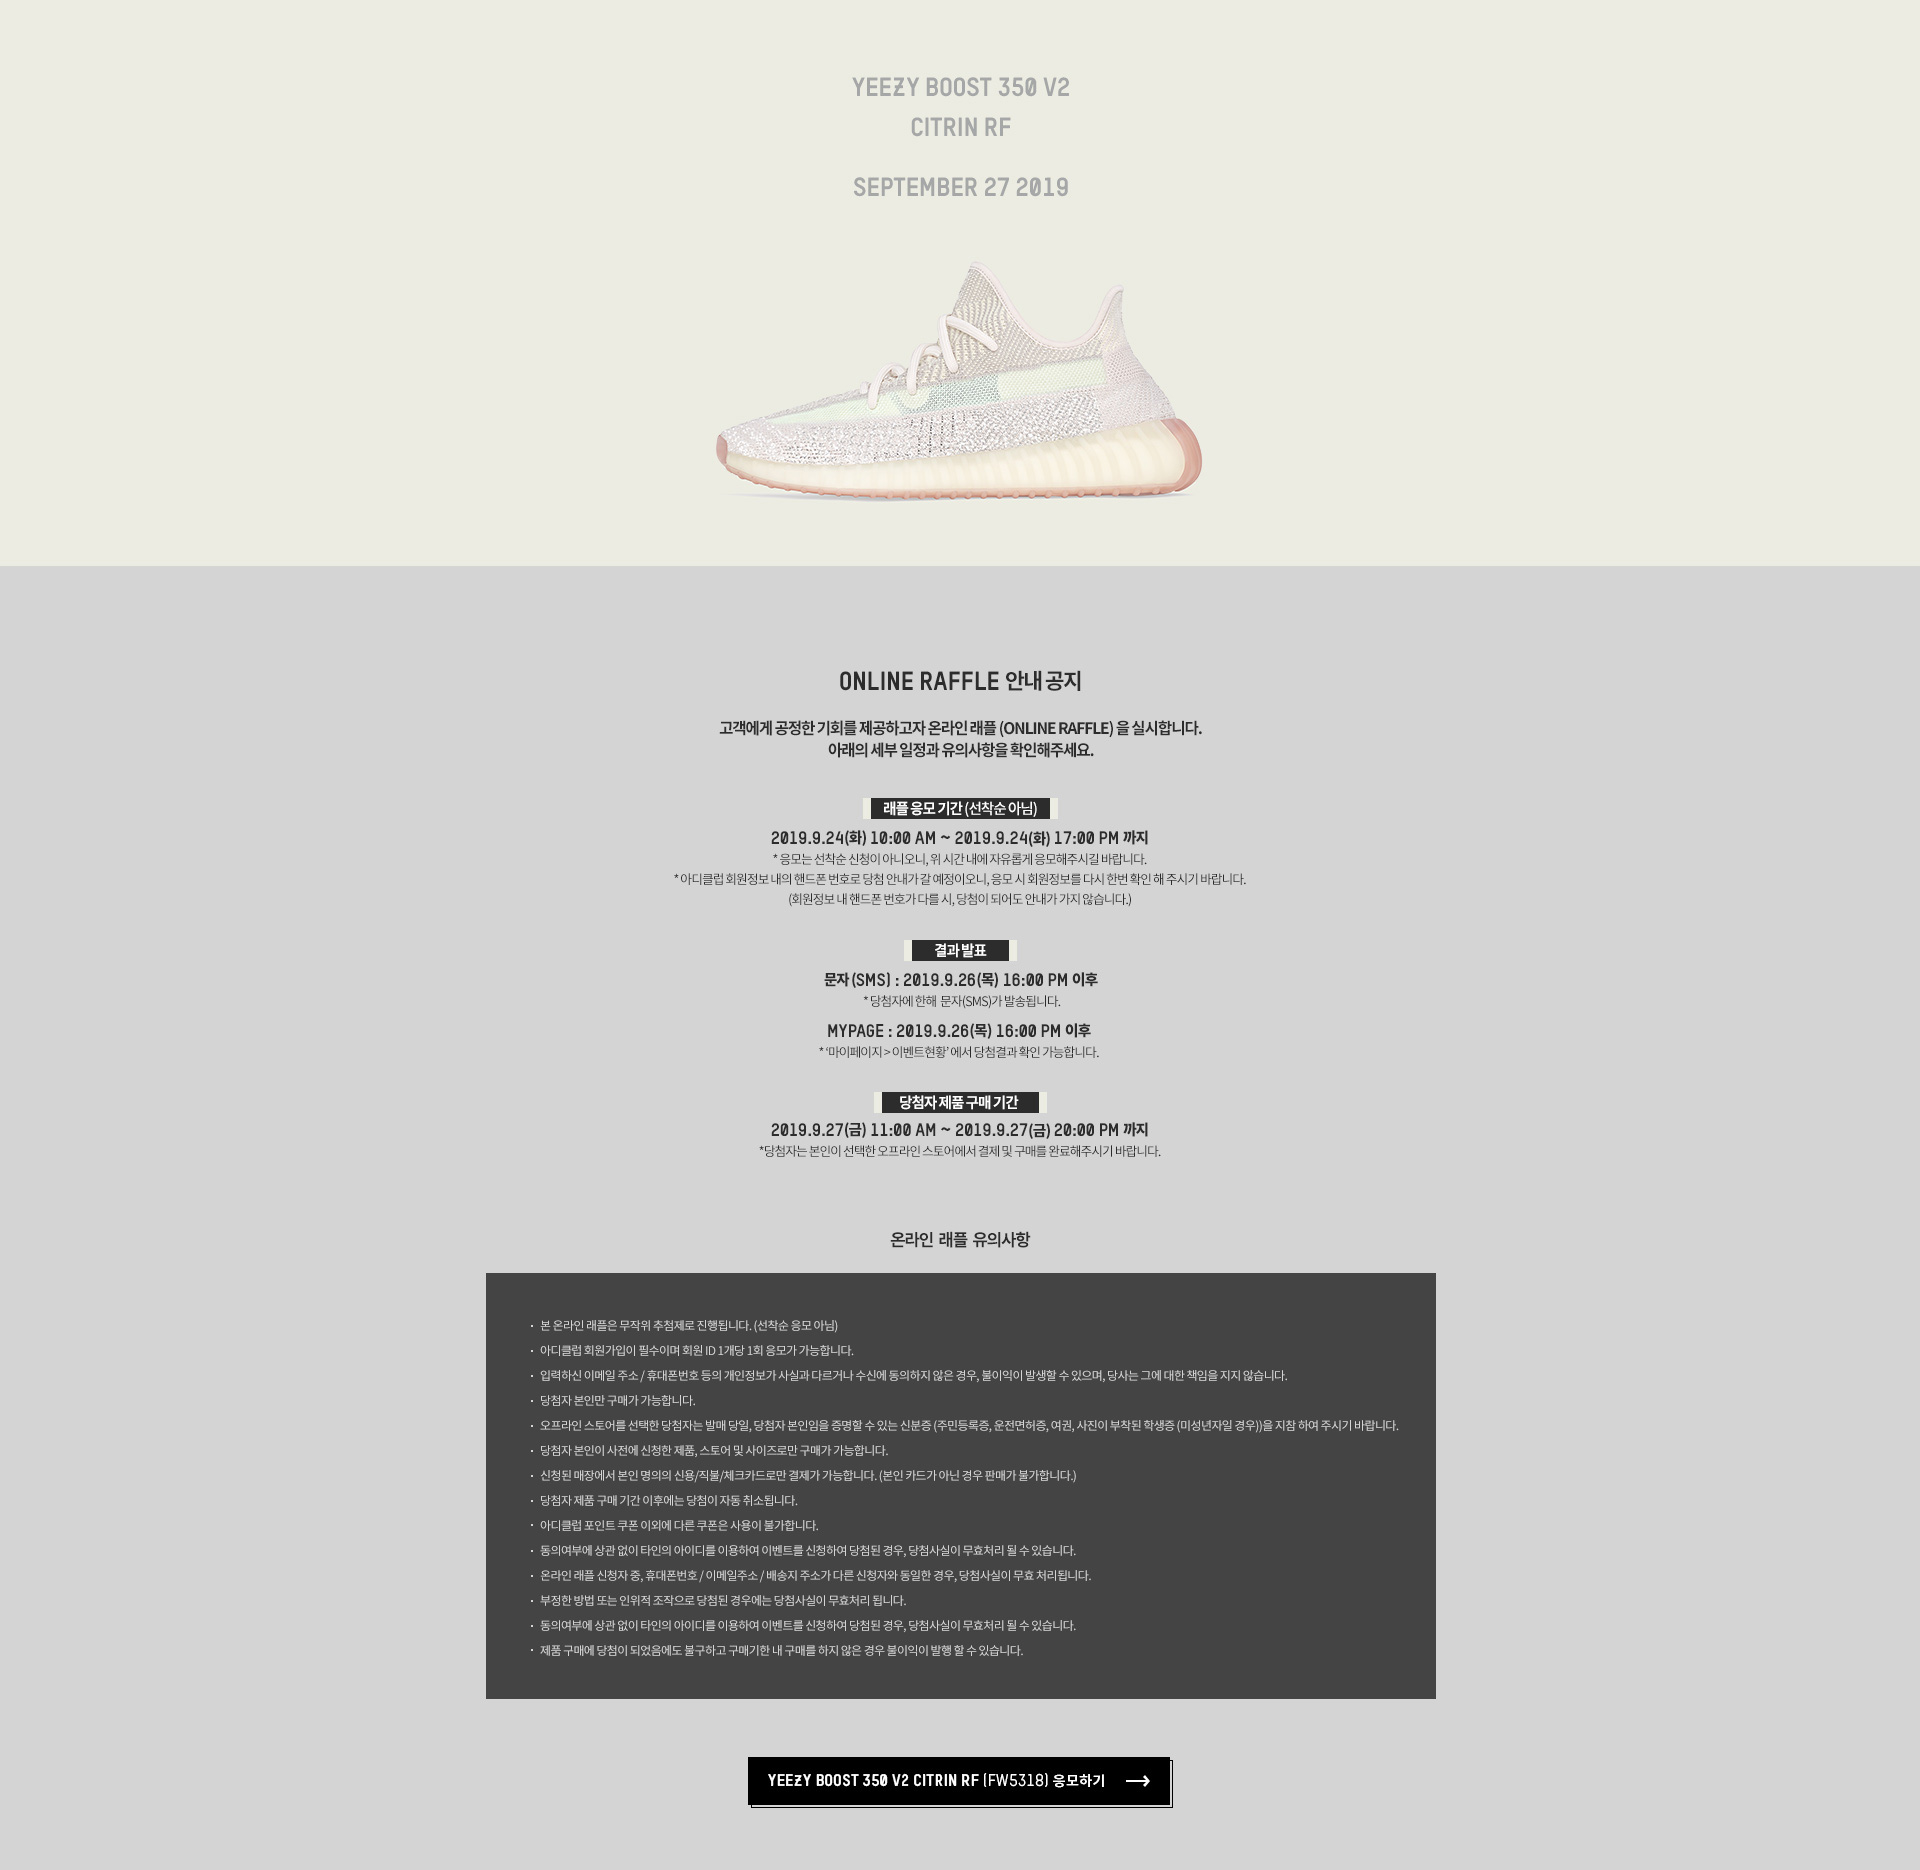 YEEZY BOOST 350 V2
CITRIN RF
SEPTEMBER 27 2019
ONLINE RAFFLE 안내 공지
고객에게 공정한 기회를 제공하고자 온라인 래플 (ONLINE RAFFLE) 을 실시합니다.
아래의 세부 일정과 유의사항을 확인해주세요.
래플 응모 기간 (선착순 아님)
2019.9.24(화) 10:00 AM ~ 2019.9.24(화) 17:00 PM 까지
* 응모는 선착순 신청이 아니오니, 위 시간 내에 자유롭게 응모해주시길 바랍니다.
* 아디클럽 회원정보 내의 핸드폰 번호로 당첨 안내가 갈 예정이오니, 응모 시 회원정보를 다시 한번 확인 해 주시기 바랍니다.
(회원정보 내 핸드폰 번호가 다를 시, 당첨이 되어도 안내가 가지 않습니다.)
결과 발표
문자 (SMS) : 2019.9.26(목) 16:00 PM 이후
* 당첨자에 한해 문자(SMS)가 발송됩니다.
MYPAGE : 2019.9.26(목) 16:00 PM 이후
* ‘마이페이지 > 이벤트현황’ 에서 당첨결과 확인 가능합니다.
당첨자 제품 구매 기간
2019.9.27(금) 11:00 AM ~ 2019.9.27(금) 20:00 PM 까지
*당첨자는 본인이 선택한 오프라인 스토어에서 결제 및 구매를 완료해주시기 바랍니다.
온라인 래플 유의사항
· 본 온라인 래플은 무작위 추첨제로 진행됩니다. (선착순 응모 아님)
· 아디클럽 회원가입이 필수이며 회원 ID 1개당 1회 응모가 가능합니다.
· 입력하신 이메일 주소 / 휴대폰번호 등의 개인정보가 사실과 다르거나 수신에 동의하지 않은 경우, 불이익이 발생할 수 있으며, 당사는 그에 대한 책임을 지지 않습니다.
· 당첨자 본인만 구매가 가능합니다.
· 오프라인 스토어를 선택한 당첨자는 발매 당일, 당첨자 본인임을 증명할 수 있는 신분증 (주민등록증, 운전면허증, 여권, 사진이 부착된 학생증 (미성년자일 경우))을 지참 하여 주시기 바랍니다.
· 당첨자 본인이 사전에 신청한 제품, 스토어 및 사이즈로만 구매가 가능합니다.
· 신청된 매장에서 본인 명의의 신용/직불/체크카드로만 결제가 가능합니다. (본인 카드가 아닌 경우 판매가 불가합니다.)
· 당첨자 제품 구매 기간 이후에는 당첨이 자동 취소됩니다.
· 아디클럽 포인트 쿠폰 이외에 다른 쿠폰은 사용이 불가합니다.
· 동의여부에 상관 없이 타인의 아이디를 이용하여 이벤트를 신청하여 당첨된 경우, 당첨사실이 무효처리 될 수 있습니다.
· 온라인 래플 신청자 중, 휴대폰번호 / 이메일주소 / 배송지 주소가 다른 신청자와 동일한 경우, 당첨사실이 무효 처리됩니다.
· 부정한 방법 또는 인위적 조작으로 당첨된 경우에는 당첨사실이 무효처리 됩니다.
· 동의여부에 상관 없이 타인의 아이디를 이용하여 이벤트를 신청하여 당첨된 경우, 당첨사실이 무효처리 될 수 있습니다.
· 제품 구매에 당첨이 되었음에도 불구하고 구매기한 내 구매를 하지 않은 경우 불이익이 발행 할 수 있습니다.
YEEZY BOOST 350 V2 CITRIN RF (FW5318) 응모하기